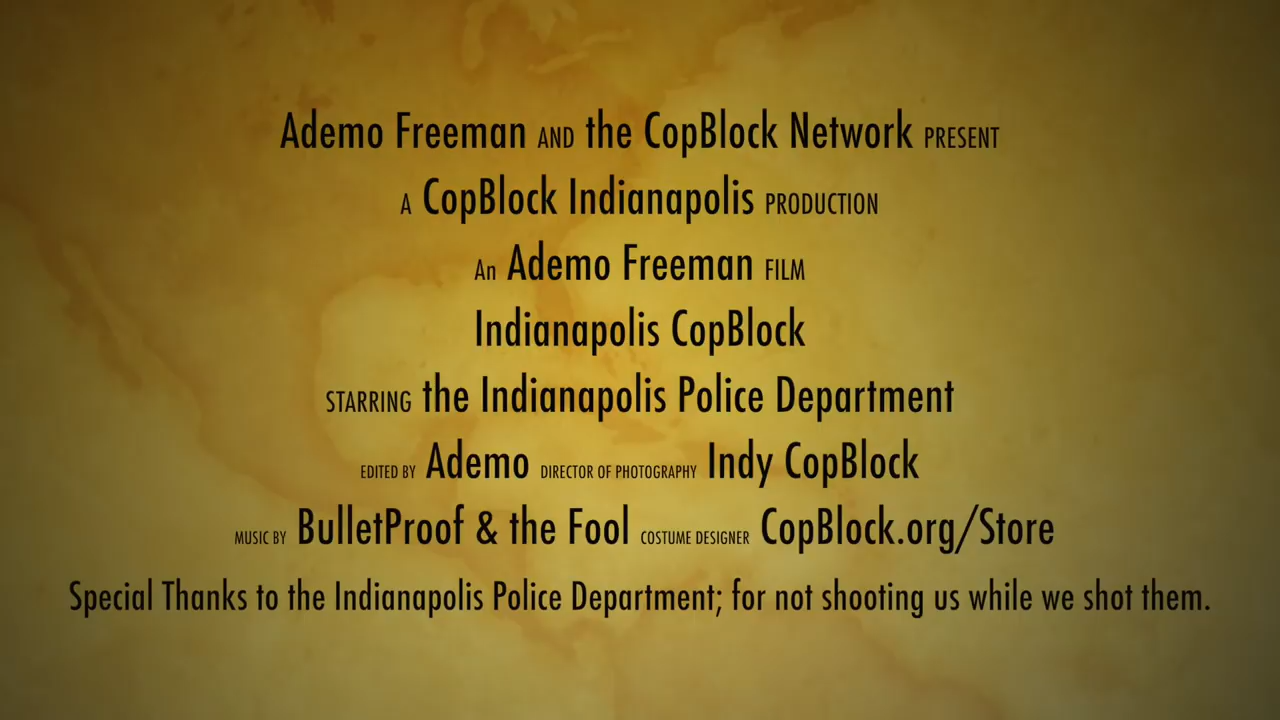 Ademo Freeman AND the CopBlock Network PRESENT
A CopBlock Indianapolis PRODUCTION
An Ademo Freeman FILM
Indianapolis CopBlock
STARRING the Indianapolis Police Department
EDITED BY Ademo DIRECTOR OF PHOTOGRAPHY Indy CopBlock
MUSIC BY BulletProof & the Fool COSTUME DESIGNER CopBlock.org/Store
Special Thanks to the Indianapolis Police Department; for not shooting us while we shot them.